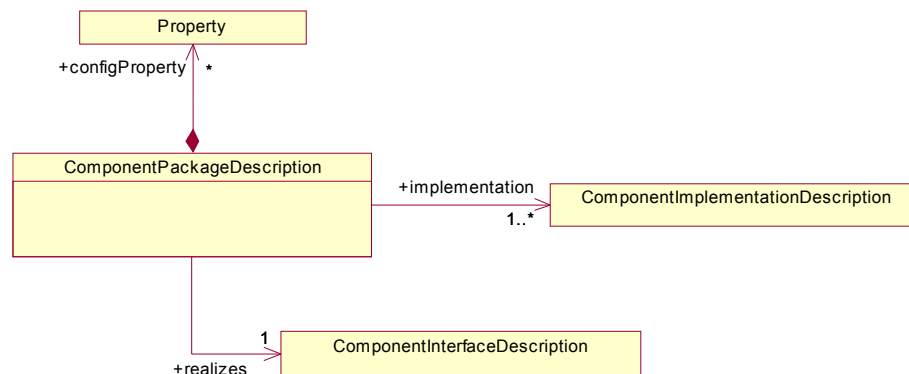 Property
+configProperty *
ComponentPackageDescription
+implementation
1..*
ComponentImplementationDescription
1
ComponentInterfaceDescription
+realizes